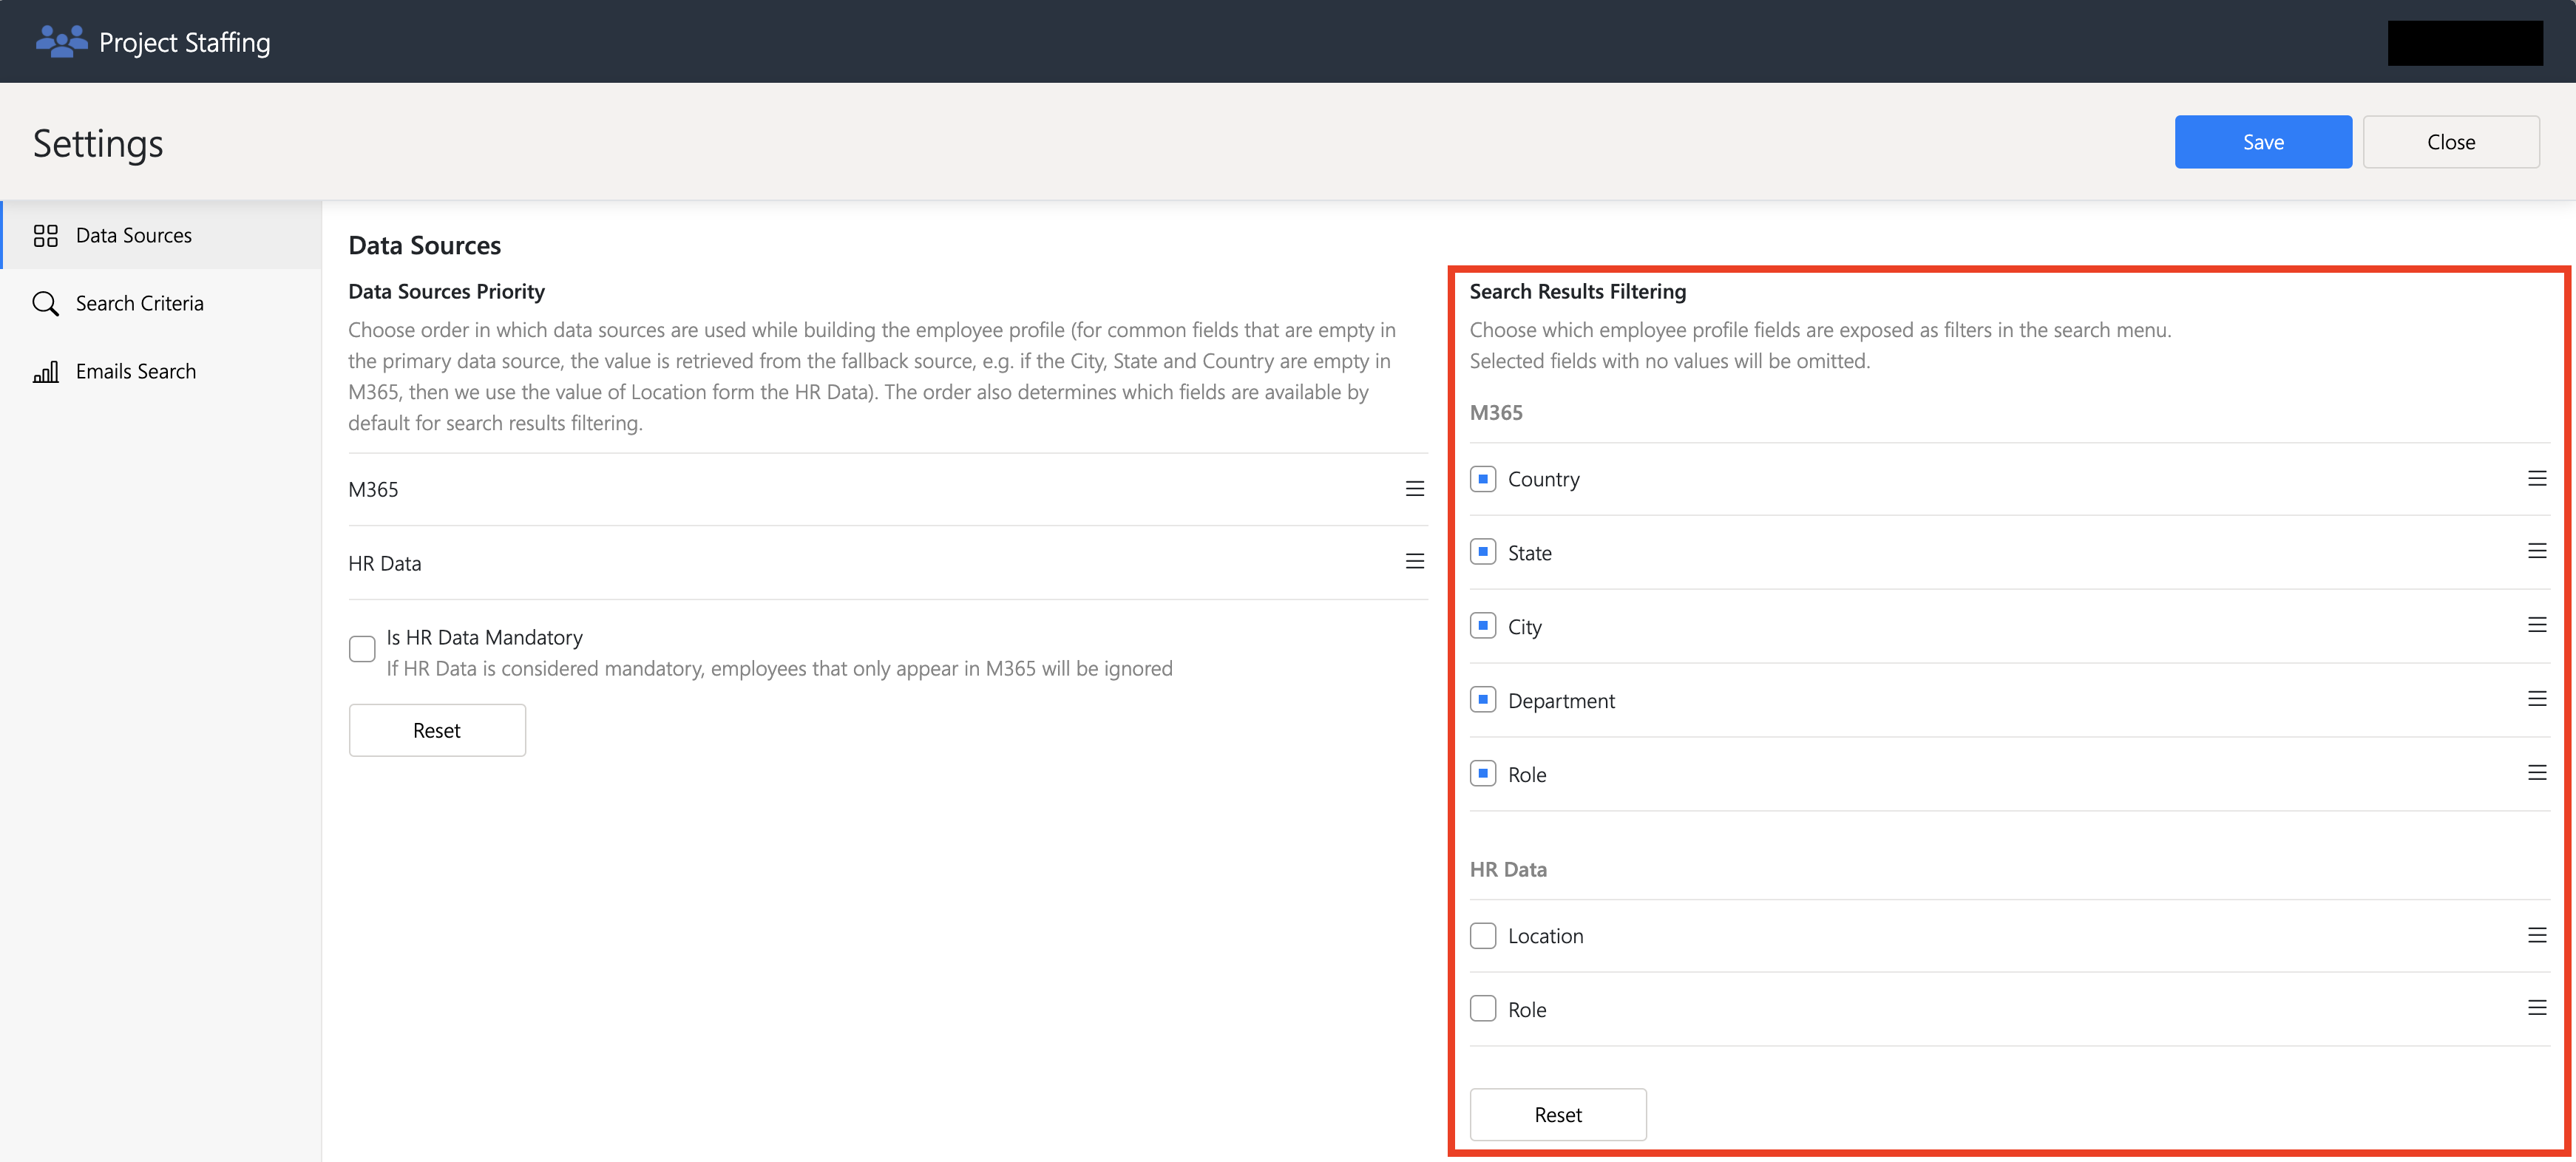 Project Staffing
Settings
Save
Close
Data Sources
Search Criteria
Emails Search
Data Sources
Data Sources Priority
Choose order in which data sources are used while building the employee profile (for common fields that are empty in
the primary data source, the value is retrieved from the fallback source, e.g. if the City, State and Country are empty in
M365, then we use the value of Location form the HR Data). The order also determines which fields are available by
default for search results filtering.
M365
HR Data
Is HR Data Mandatory
If HR Data is considered mandatory, employees that only appear in M365 will be ignored
Reset
Search Results Filtering
Choose which employee profile fields are exposed as filters in the search menu.
Selected fields with no values will be omitted.
M365
Country
State
City
Department
Role
HR Data
Location
Role
Reset